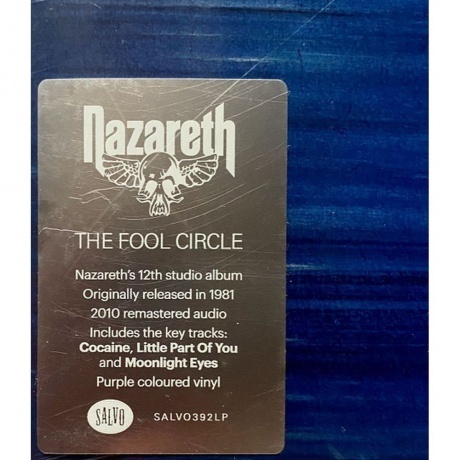 Nazareth
THE FOOL CIRCLE
Nazareth's 12th studio album
Originally released in 1981
2010 remastered audio
Includes the key tracks:
Cocaine, Little Part Of You
and Moonlight Eyes
Purple coloured vinyl
SALVO SALVO392LP